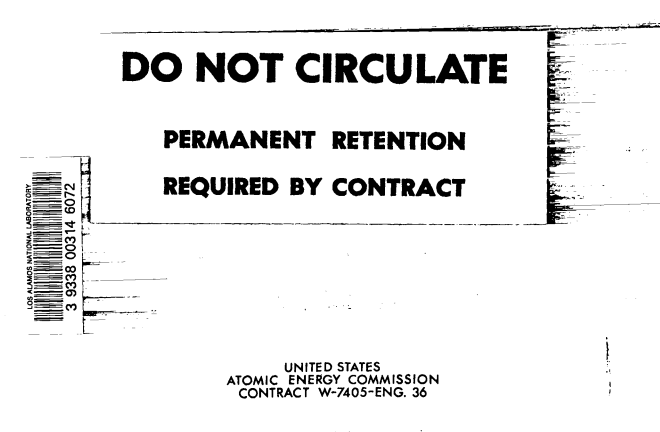 DO NOT CIRCULATE
PERMANENT RETENTION
REQUIRED BY CONTRACT
LOS ALAMOS NATIONAL LABORATORY
3 9338 00314 6072
UNITED STATES
ATOMIC ENERGY COMMISSION
CONTRACT W-7405-ENG. 36